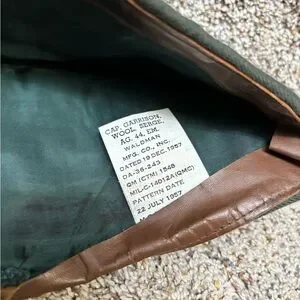 CAP, GARRISON,
WOOL, SERGE,
AG, 44, EM.
WALDMAN
MFG. CO., INC.
DATED 19 DEC. 1957
DA-36-243
QM (CTM) 1548
MIL-C-14012A(QMC)
PATTERN DATE
22 JULY 1957